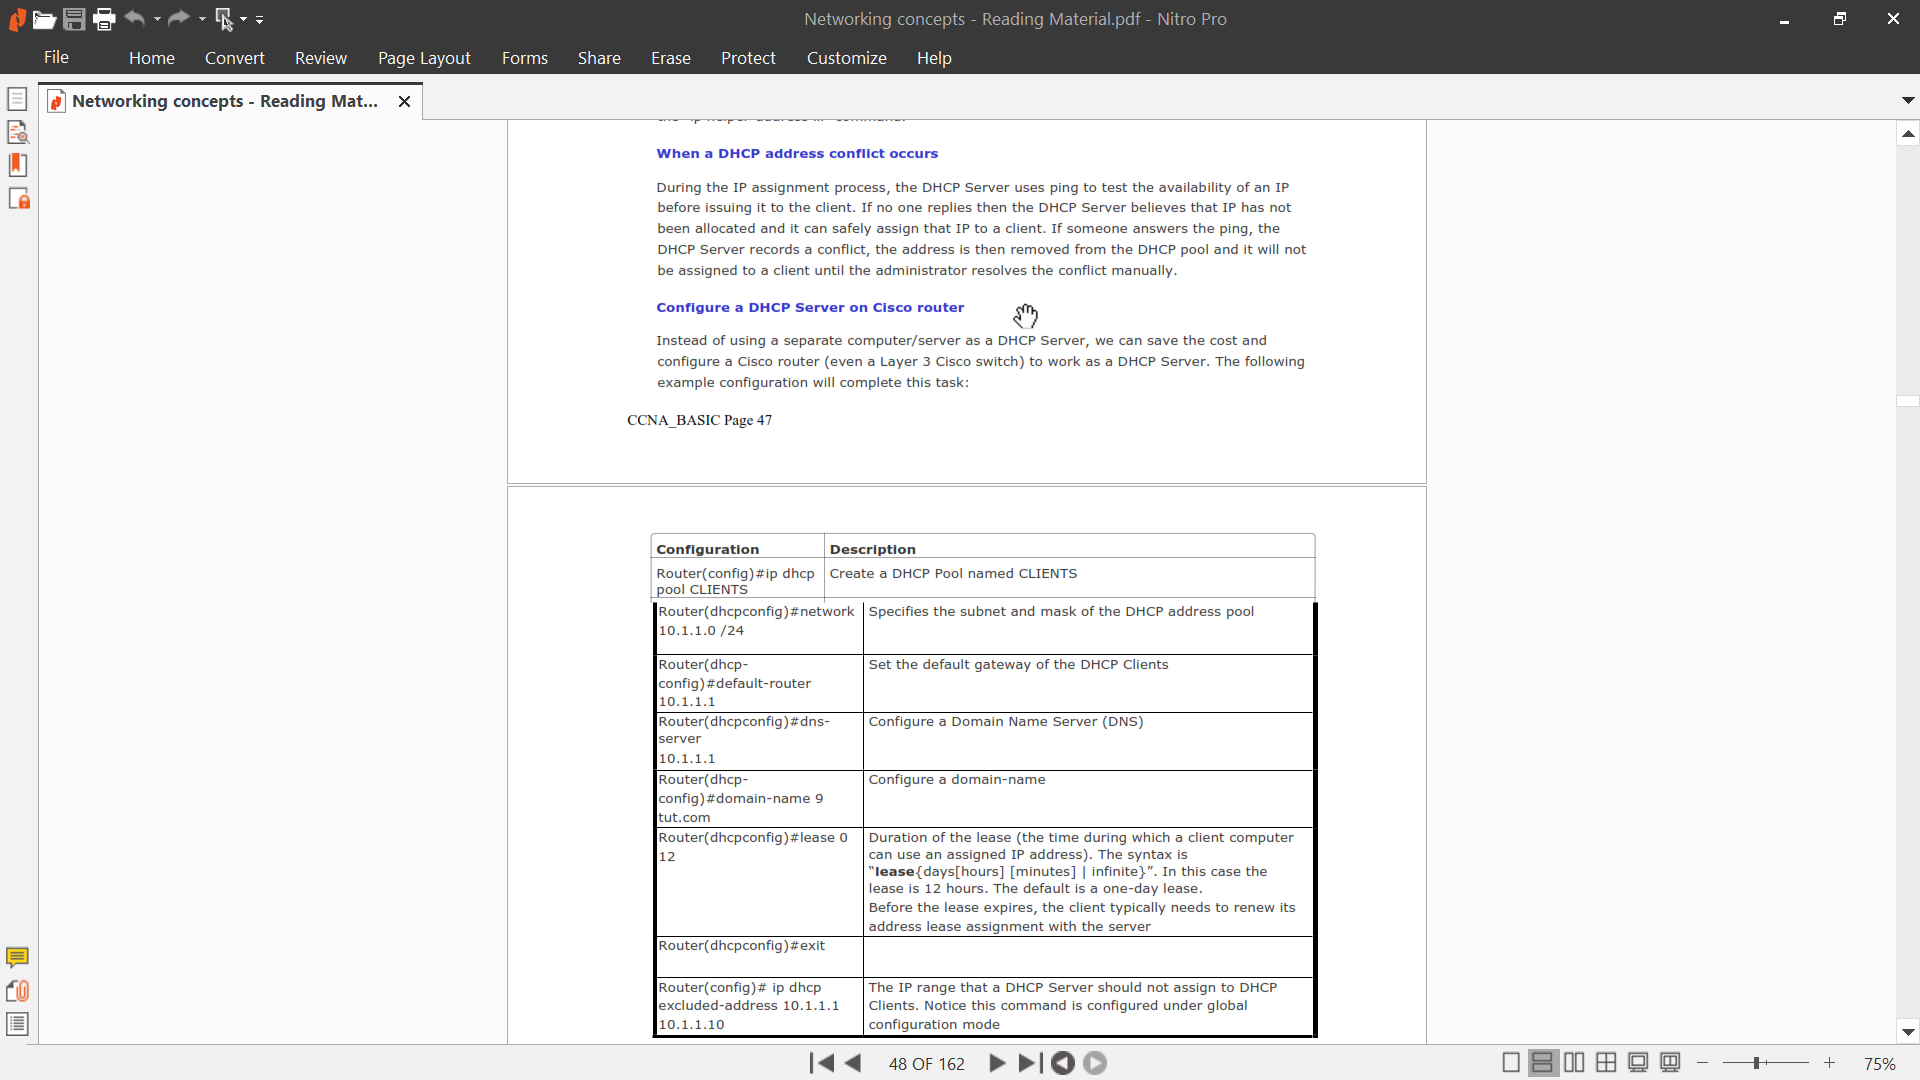 Networking concepts - Reading Material.pdf - Nitro Pro
File Home Convert Review Page Layout Forms Share Erase Protect Customize Help
Networking concepts - Reading Mat...
When a DHCP address conflict occurs
During the IP assignment process, the DHCP Server uses ping to test the availability of an IP
before issuing it to the client. If no one replies then the DHCP Server believes that IP has not
been allocated and it can safely assign that IP to a client. If someone answers the ping, the
DHCP Server records a conflict, the address is then removed from the DHCP pool and it will not
be assigned to a client until the administrator resolves the conflict manually.
Configure a DHCP Server on Cisco router
Instead of using a separate computer/server as a DHCP Server, we can save the cost and
configure a Cisco router (even a Layer 3 Cisco switch) to work as a DHCP Server. The following
example configuration will complete this task:
CCNA_BASIC Page 47
Configuration Description
Router(config)#ip dhcp Create a DHCP Pool named CLIENTS
pool CLIENTS
Router(dhcpconfig)#network Specifies the subnet and mask of the DHCP address pool
10.1.1.0 /24
Router(dhcp- Set the default gateway of the DHCP Clients
config)#default-router
10.1.1.1
Router(dhcpconfig)#dns- Configure a Domain Name Server (DNS)
server
10.1.1.1
Router(dhcp- Configure a domain-name
config)#domain-name 9
tut.com
Router(dhcpconfig)#lease 0 Duration of the lease (the time during which a client computer
12 can use an assigned IP address). The syntax is
“lease{days[hours] [minutes] | infinite}”. In this case the
lease is 12 hours. The default is a one-day lease.
Before the lease expires, the client typically needs to renew its
address lease assignment with the server
Router(dhcpconfig)#exit
Router(config)# ip dhcp The IP range that a DHCP Server should not assign to DHCP
excluded-address 10.1.1.1 Clients. Notice this command is configured under global
10.1.1.10 configuration mode
48 OF 162
75%